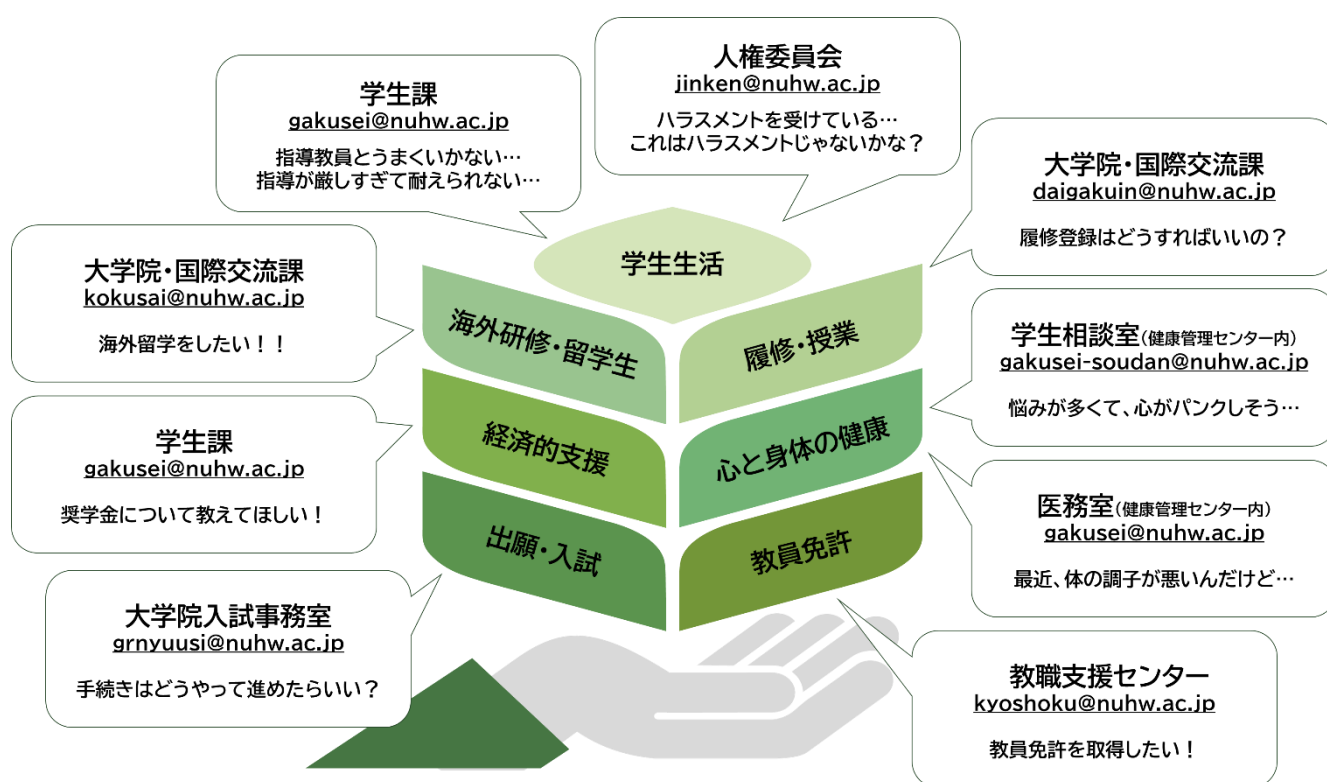 人権委員会
jinken@nuhw.ac.jp
ハラスメントを受けている…
これはハラスメントじゃないかな？
学生課
gakusei@nuhw.ac.jp
指導教員とうまくいかない…
指導が厳しすぎて耐えられない…
大学院・国際交流課
daigakuin@nuhw.ac.jp
履修登録はどうすればいいの？
大学院・国際交流課
kokusai@nuhw.ac.jp
海外留学をしたい！！
学生生活
海外研修・留学生
履修・授業
学生相談室(健康管理センター内)
gakusei-soudan@nuhw.ac.jp
悩みが多くて、心がパンクしそう…
学生課
gakusei@nuhw.ac.jp
奨学金について教えてほしい！
経済的支援
心と身体の健康
医務室(健康管理センター内)
gakusei@nuhw.ac.jp
最近、体の調子が悪いんだけど…
出願・入試
教員免許
大学院入試事務室
grnyuusi@nuhw.ac.jp
手続きはどうやって進めたらいい？
教職支援センター
kyoshoku@nuhw.ac.jp
教員免許を取得したい！